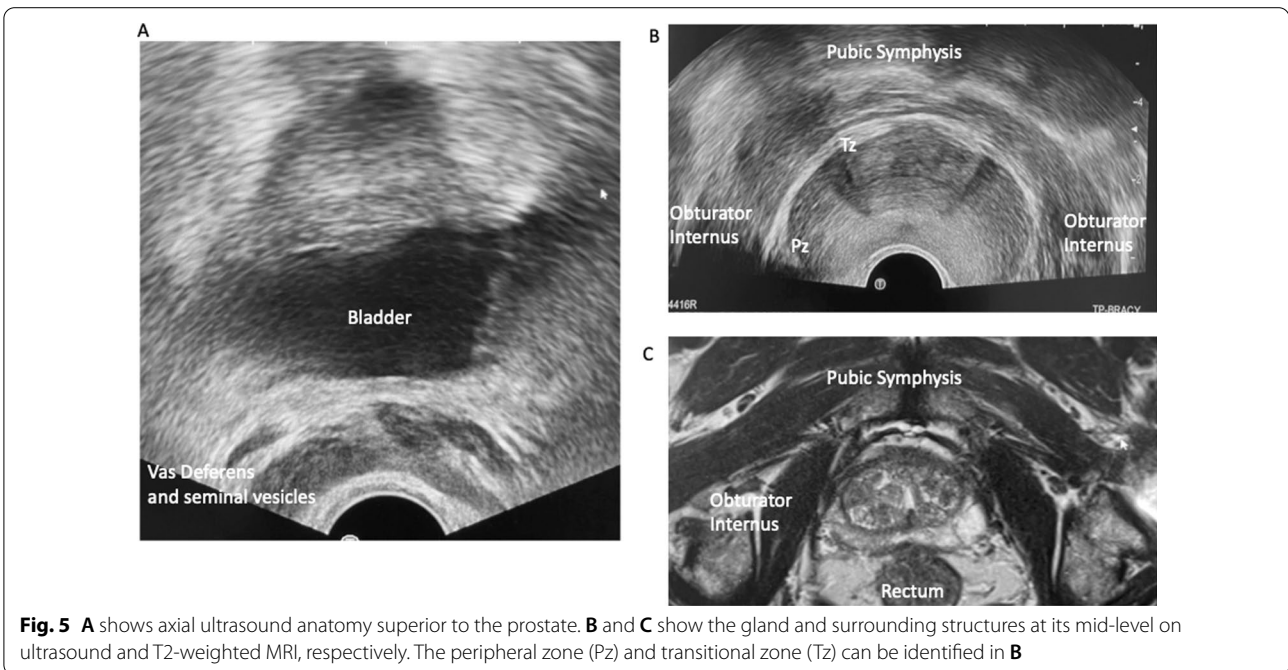 A
Bladder
Vas Deferens
and seminal vesicles
B
Pubic Symphysis
Tz
Obturator
Internus
Obturator
Internus
Pz
4416R
TP-BRACY
C
Pubic Symphysis
Obturator
Internus
Rectum
Fig. 5 A shows axial ultrasound anatomy superior to the prostate. B and C show the gland and surrounding structures at its mid-level on
ultrasound and T2-weighted MRI, respectively. The peripheral zone (Pz) and transitional zone (Tz) can be identified in B